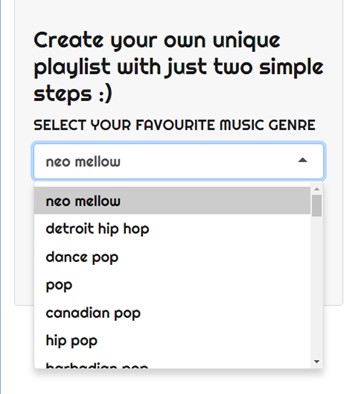 Create your own unique
playlist with just two simple
steps :)
SELECT YOUR FAVOURITE MUSIC GENRE
neo mellow
neo mellow
detroit hip hop
dance pop
pop
canadian pop
hip pop
barbadian pop